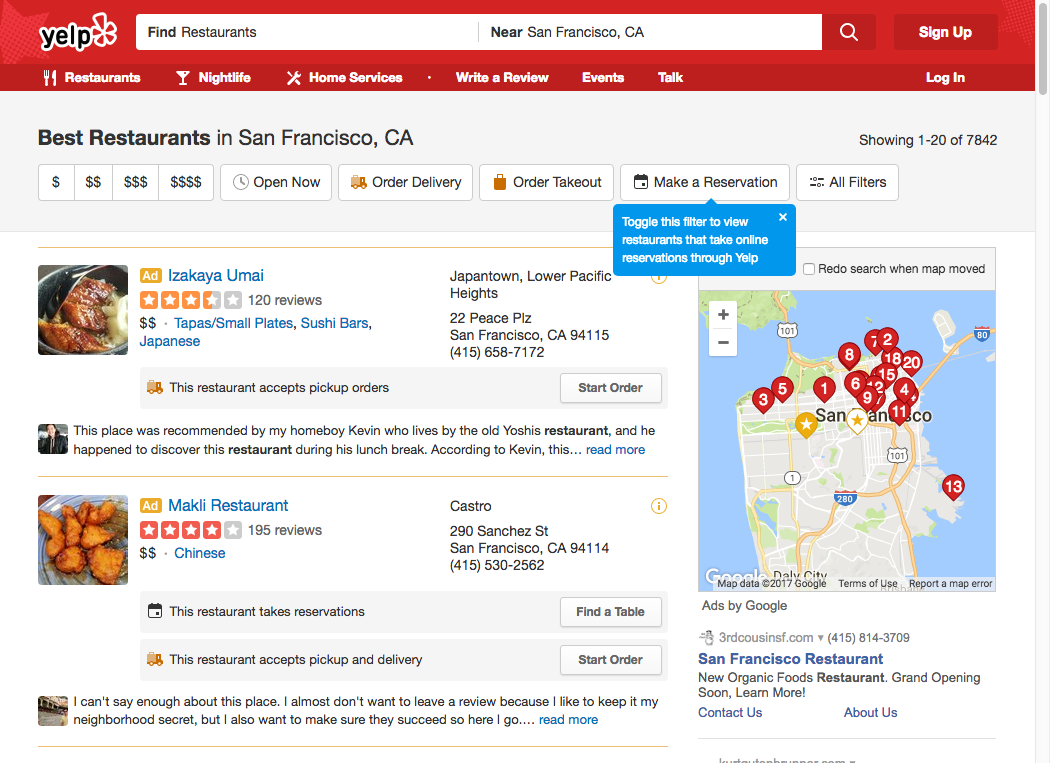 yelp
Find Restaurants
Near San Francisco, CA
Sign Up
Restaurants
Nightlife
Home Services
·
Write a Review
Events
Talk
Log In
Best Restaurants in San Francisco, CA
Showing 1-20 of 7842
$
$$
$$$
$$$$
Open Now
Order Delivery
Order Takeout
Make a Reservation
All Filters
Toggle this filter to view
restaurants that take online
reservations through Yelp
×
Ad Izakaya Umai
120 reviews
$$ · Tapas/Small Plates, Sushi Bars,
Japanese
Japantown, Lower Pacific
Heights
22 Peace Plz
San Francisco, CA 94115
(415) 658-7172
This restaurant accepts pickup orders
Start Order
This place was recommended by my homeboy Kevin who lives by the old Yoshis restaurant, and he
happened to discover this restaurant during his lunch break. According to Kevin, this… read more
Ad Makli Restaurant
195 reviews
$$ · Chinese
Castro
290 Sanchez St
San Francisco, CA 94114
(415) 530-2562
This restaurant takes reservations
Find a Table
This restaurant accepts pickup and delivery
Start Order
I can't say enough about this place. I almost don't want to leave a review because I like to keep it my
neighborhood secret, but I also want to make sure they succeed so here I go.… read more
Redo search when map moved
+
−
101
80
7
2
8
18
20
15
5
1
6
12
3
9
4
11
San Francisco
101
1
280
13
Google
Daly City
Map data ©2017 Google
Terms of Use
Report a map error
Ads by Google
3rdcousinsf.com ▾ (415) 814-3709
San Francisco Restaurant
New Organic Foods Restaurant. Grand Opening
Soon, Learn More!
Contact Us
About Us